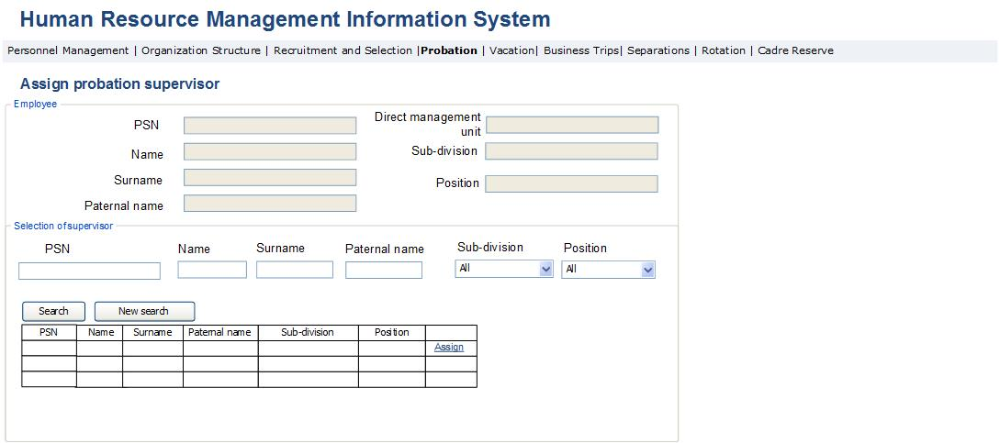 Human Resource Management Information System
Personnel Management | Organization Structure | Recruitment and Selection |Probation | Vacation| Business Trips| Separations | Rotation | Cadre Reserve
Assign probation supervisor
Employee
PSN
Direct management
unit
Name
Sub-division
Surname
Position
Paternal name
Selection of supervisor
PSN Name Surname Paternal name Sub-division Position
All All
Search New search
PSN Name Surname Paternal name Sub-division Position
Assign